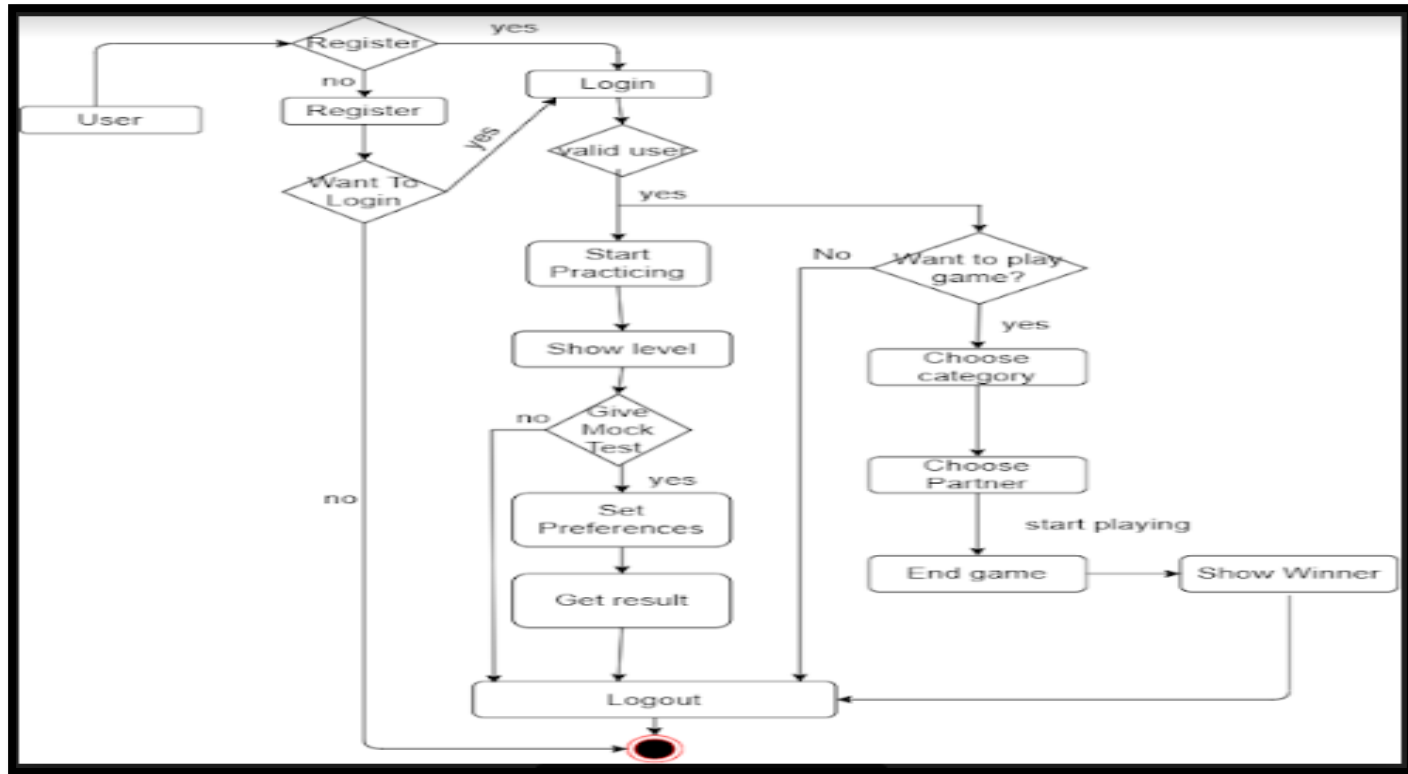 yes
Register
Login
no
Register
User
yes
valid user
Want To
Login
yes
Start
Practicing
No
Want to play
game?
yes
Show level
Choose
category
no
Give
Mock
Test
yes
Choose
Partner
no
Set
Preferences
start playing
Get result
End game
Show Winner
Logout